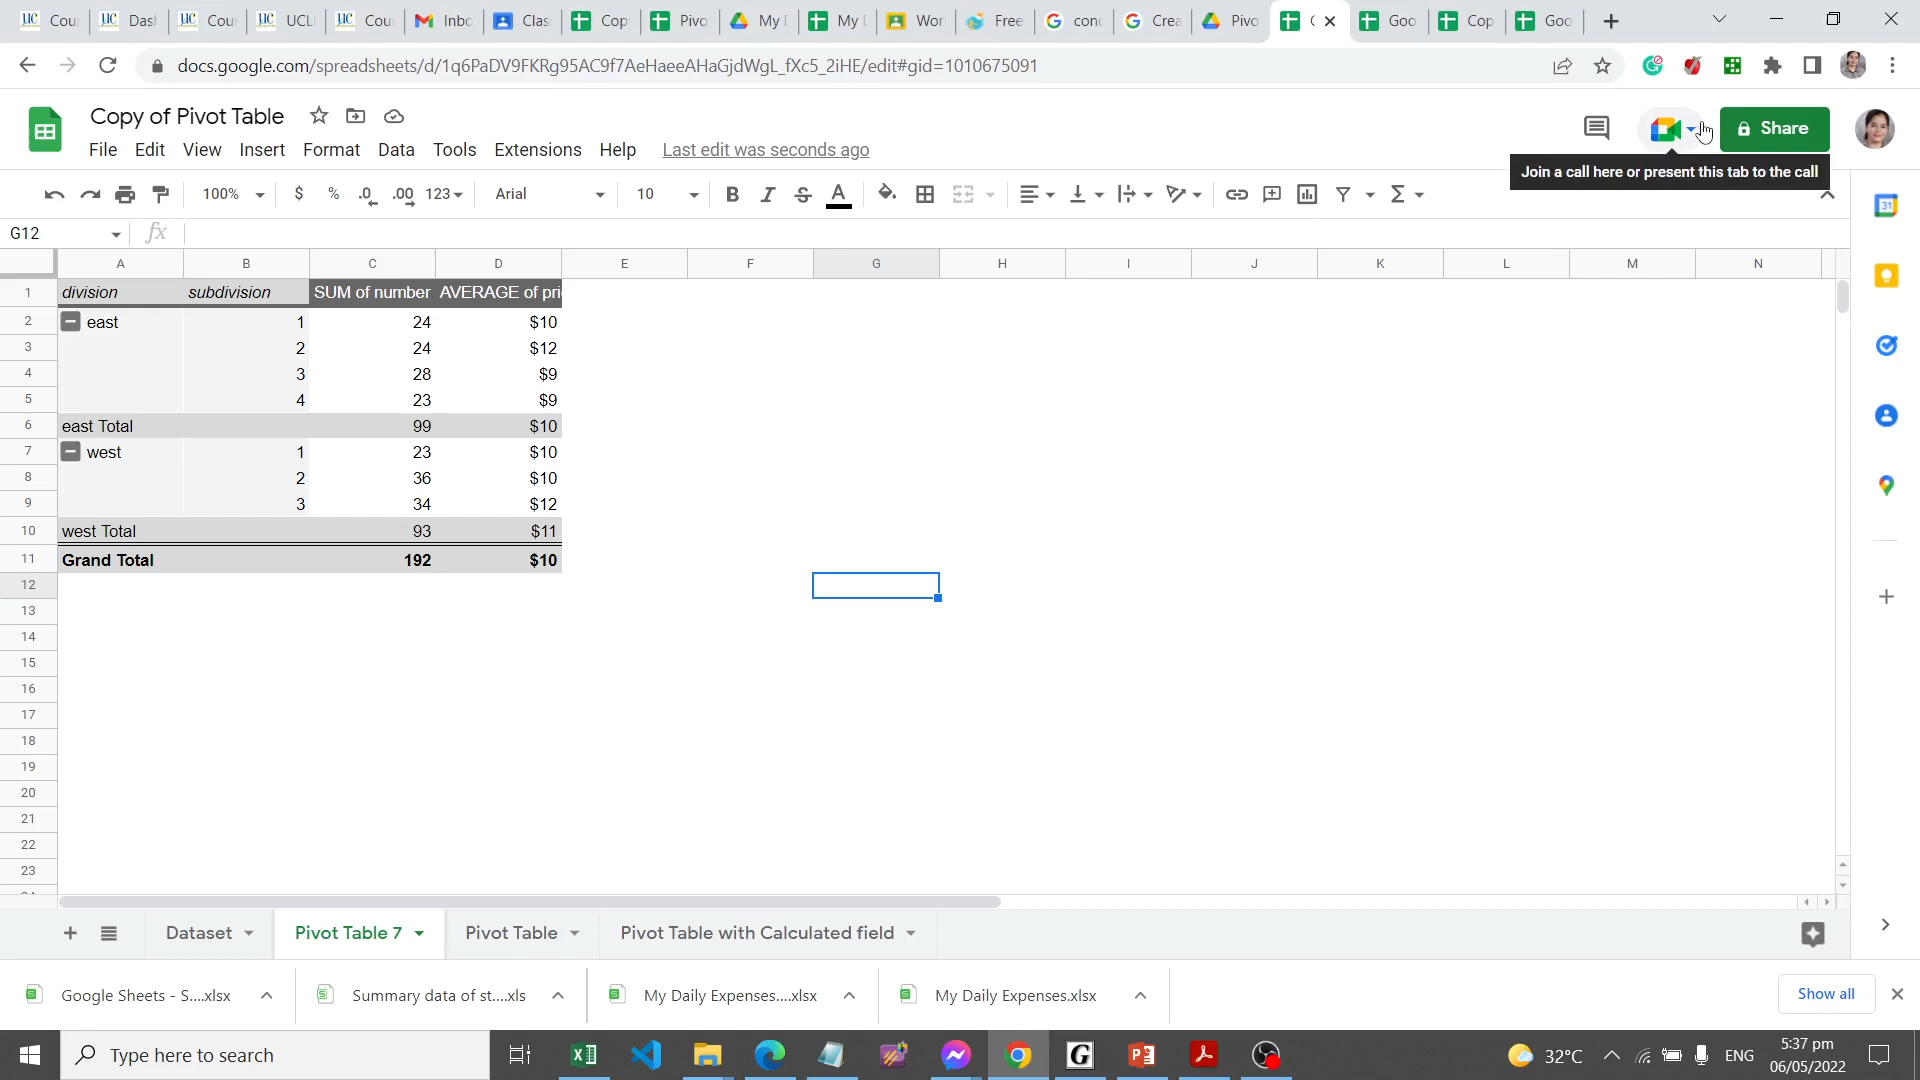 Cou Dash Cou UCL Cou Inbo Clas Cop Pivo My My Wor Free conc Crea Pivo Goo Cop Goo
docs.google.com/spreadsheets/d/1q6PaDV9FKRg95AC9f7AeHaeeAHaGjdWgL_fXc5_2iHE/edit#gid=1010675091
Copy of Pivot Table
Share
File Edit View Insert Format Data Tools Extensions Help Last edit was seconds ago
Join a call here or present this tab to the call
100% $ % .0 .00 123 Arial 10 B I S A
G12 fx
A B C D E F G H I J K L M N
1 division subdivision SUM of number AVERAGE of pri
2 east 1 24 $10
3 2 24 $12
4 3 28 $9
5 4 23 $9
6 east Total 99 $10
7 west 1 23 $10
8 2 36 $10
9 3 34 $12
10 west Total 93 $11
11 Grand Total 192 $10
12
13
14
15
16
17
18
19
20
21
22
23
Dataset Pivot Table 7 Pivot Table Pivot Table with Calculated field
Google Sheets - S....xlsx Summary data of st....xls My Daily Expenses....xlsx My Daily Expenses.xlsx Show all
Type here to search 32°C ENG 5:37 pm
06/05/2022